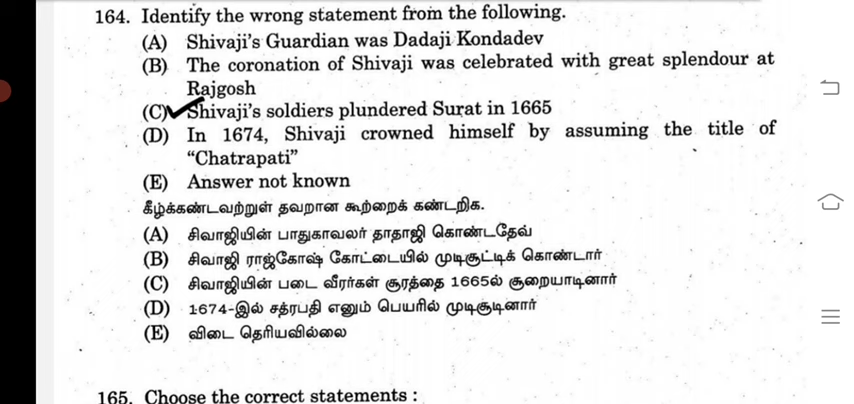 164. Identify the wrong statement from the following.
(A) Shivaji's Guardian was Dadaji Kondadev
(B) The coronation of Shivaji was celebrated with great splendour at
Rajgosh
(C) Shivaji's soldiers plundered Surat in 1665
(D) In 1674, Shivaji crowned himself by assuming the title of
"Chatrapati"
(E) Answer not known
கீழ்க்கண்டவற்றுள் தவறான கூற்றைக் கண்டறிக.
(A) சிவாஜியின் பாதுகாவலர் தாதாஜி கொண்டதேவ்
(B) சிவாஜி ராஜ்கோஷ் கோட்டையில் முடிசூட்டிக் கொண்டார்
(C) சிவாஜியின் படை வீரர்கள் சூரத்தை 1665ல் சூறையாடினார்
(D) 1674-இல் சத்ரபதி எனும் பெயரில் முடிசூடினார்
(E) விடை தெரியவில்லை
165. Choose the correct statements :